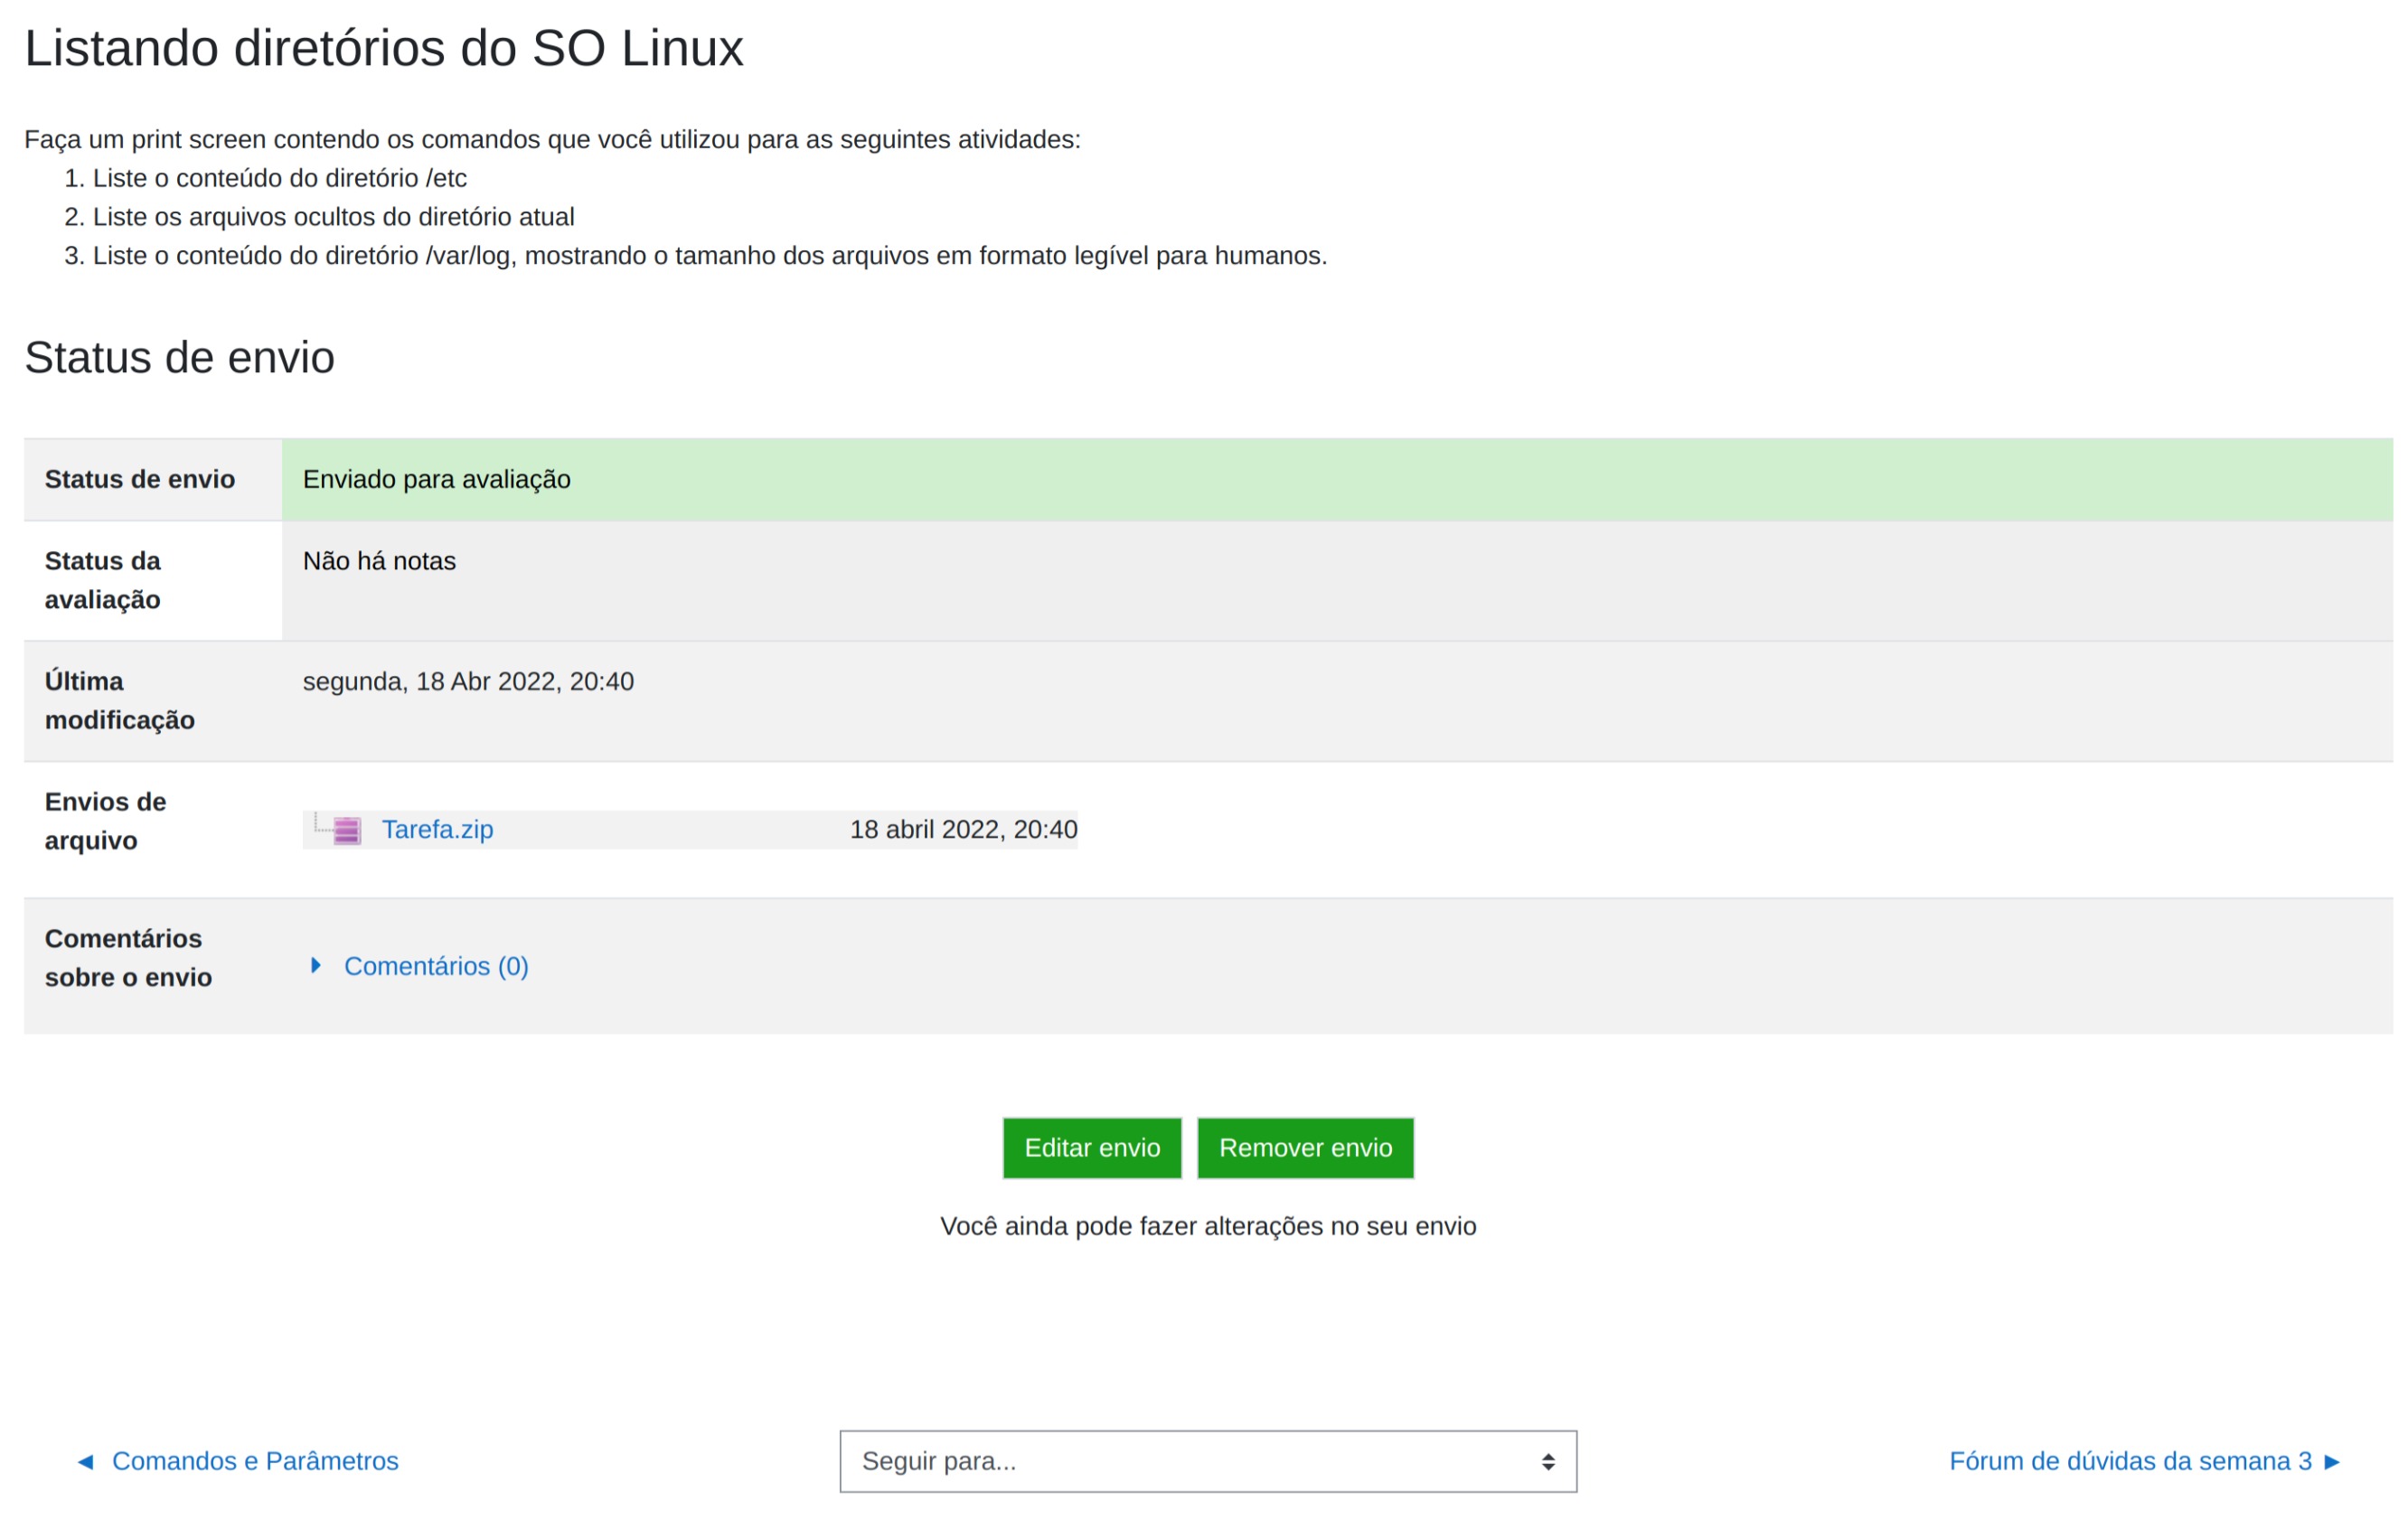 Listando diretórios do SO Linux
Faça um print screen contendo os comandos que você utilizou para as seguintes atividades:
1. Liste o conteúdo do diretório /etc
2. Liste os arquivos ocultos do diretório atual
3. Liste o conteúdo do diretório /var/log, mostrando o tamanho dos arquivos em formato legível para humanos.
Status de envio
Status de envio Enviado para avaliação
Status da Não há notas
avaliação
Última segunda, 18 Abr 2022, 20:40
modificação
Envios de
arquivo
Tarefa.zip 18 abril 2022, 20:40
Comentários
sobre o envio
Comentários (0)
Editar envio Remover envio
Você ainda pode fazer alterações no seu envio
◄ Comandos e Parâmetros Seguir para... Fórum de dúvidas da semana 3 ►